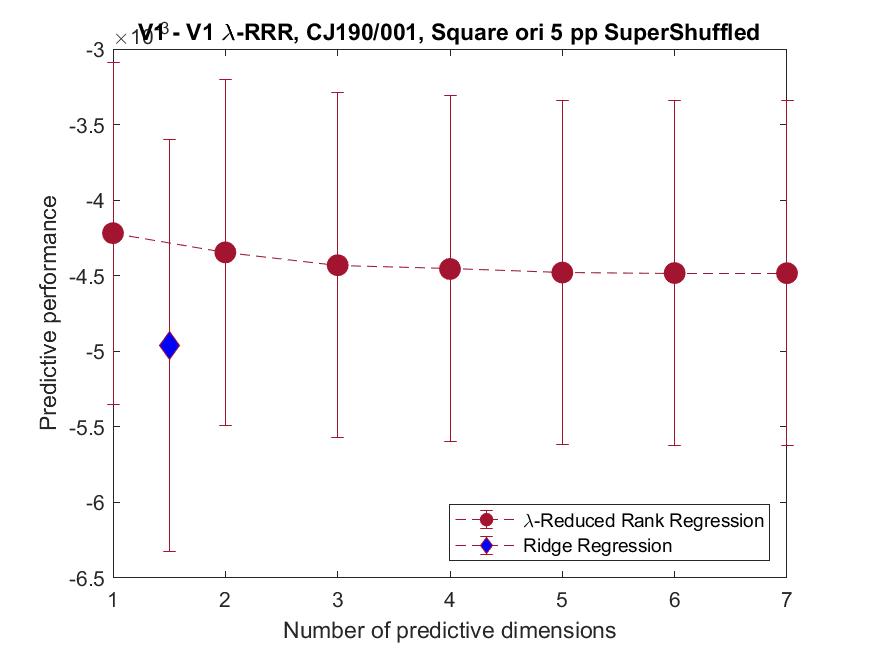 V1 - V1 λ-RRR, CJ190/001, Square ori 5 pp SuperShuffled
×10-3
-3
-3.5
-4
-4.5
-5
-5.5
-6
-6.5
Predictive performance
1 2 3 4 5 6 7
Number of predictive dimensions
λ-Reduced Rank Regression
Ridge Regression